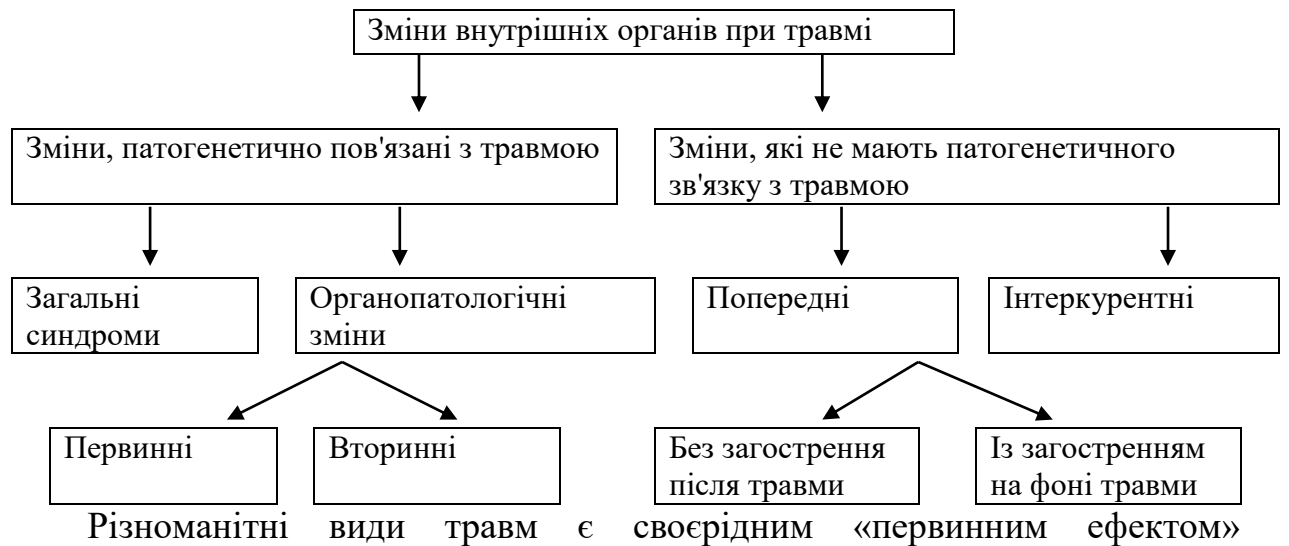 Зміни внутрішніх органів при травмі
Зміни, патогенетично пов'язані з травмою
Зміни, які не мають патогенетичного
зв'язку з травмою
Загальні
синдроми
Органопатологічні
зміни
Попередні
Інтеркурентні
Первинні
Вторинні
Без загострення
після травми
Із загостренням
на фоні травми
Різноманітні види травм є своєрідним «первинним ефектом»